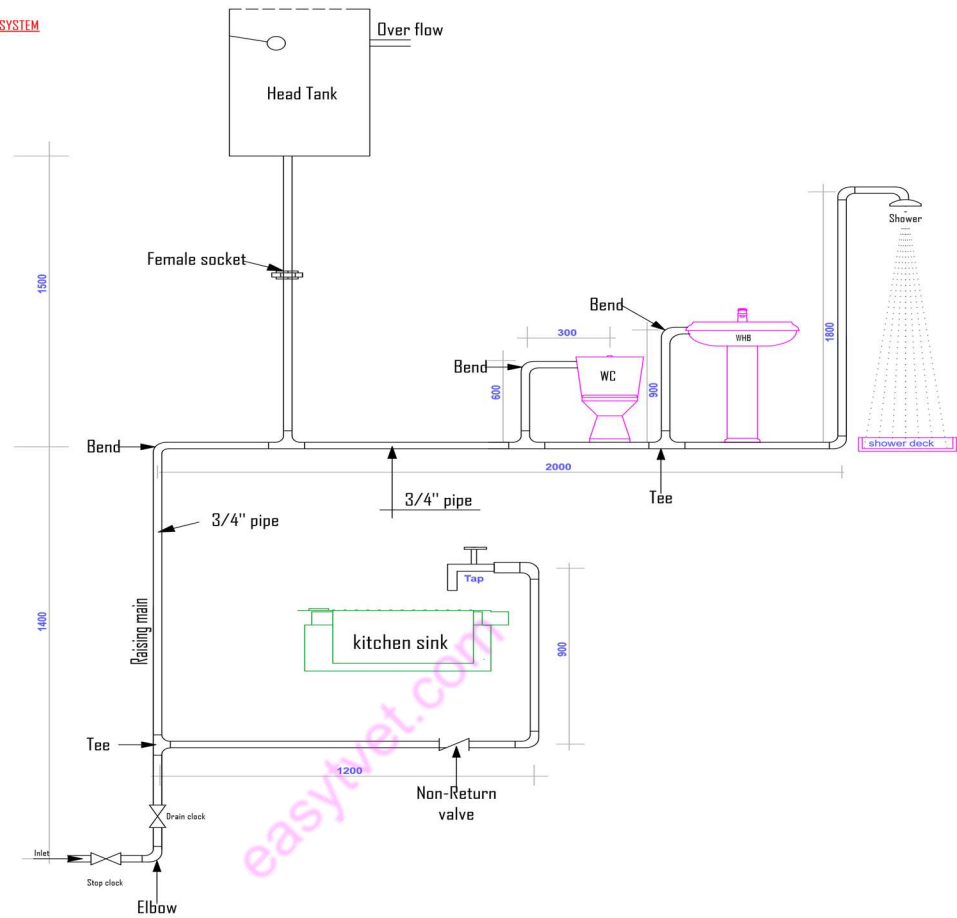 SYSTEM
Over flow
Head Tank
Female socket
1500
Shower
Bend
300
WHB
1800
Bend
WC
600
900
Bend
shower deck
2000
3/4" pipe
Tee
3/4" pipe
Tap
1400
Raising main
kitchen sink
900
Tee
1200
Non-Return
valve
Drain clock
Inlet
Stop clock
Elbow
easytvet.com